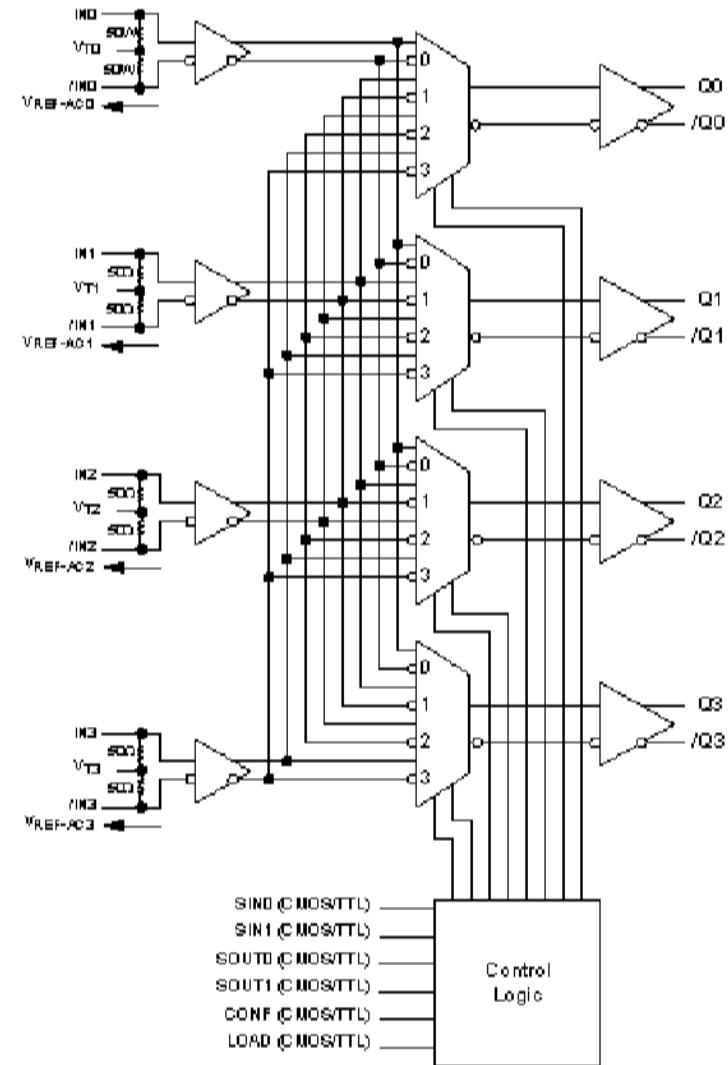 IN0
50W
VT0
50W
/IN0
VREF-AC0
0
1
2
3
Q0
/Q0
IN1
50Ω
VT1
50Ω
/IN1
VREF-AC1
0
1
2
3
Q1
/Q1
IN2
50Ω
VT2
50Ω
/IN2
VREF-AC2
0
1
2
3
Q2
/Q2
IN3
50Ω
VT3
50Ω
/IN3
VREF-AC3
0
1
2
3
Q3
/Q3
SIN0 (CMOS/TTL)
SIN1 (CMOS/TTL)
SOUT0 (CMOS/TTL)
SOUT1 (CMOS/TTL)
CONF (CMOS/TTL)
LOAD (CMOS/TTL)
Control
Logic